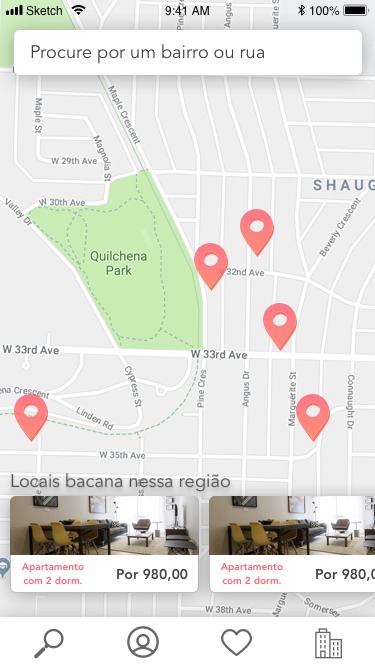 Sketch 9:41 AM 100%
Procure por um bairro ou rua
Maple Crescent
Angus
Maple St
Magnolia St
W 29th Ave
SHAUG
W 30th Ave
Valley Dr
Beverly Crescent
Quilchena
Park
32nd Ave
W 33rd Ave
W 33rd Ave
Cypress St
Pine Cres
Angus Dr
Marguerite St
Connaught Dr
na Crescent
Linden Rd
W 35th Ave
Locais bacana nessa região
Apartamento
com 2 dorm.
Por 980,00
Apartamento
com 2 dorm.
Por 980,0
W 38th Ave
Somerse